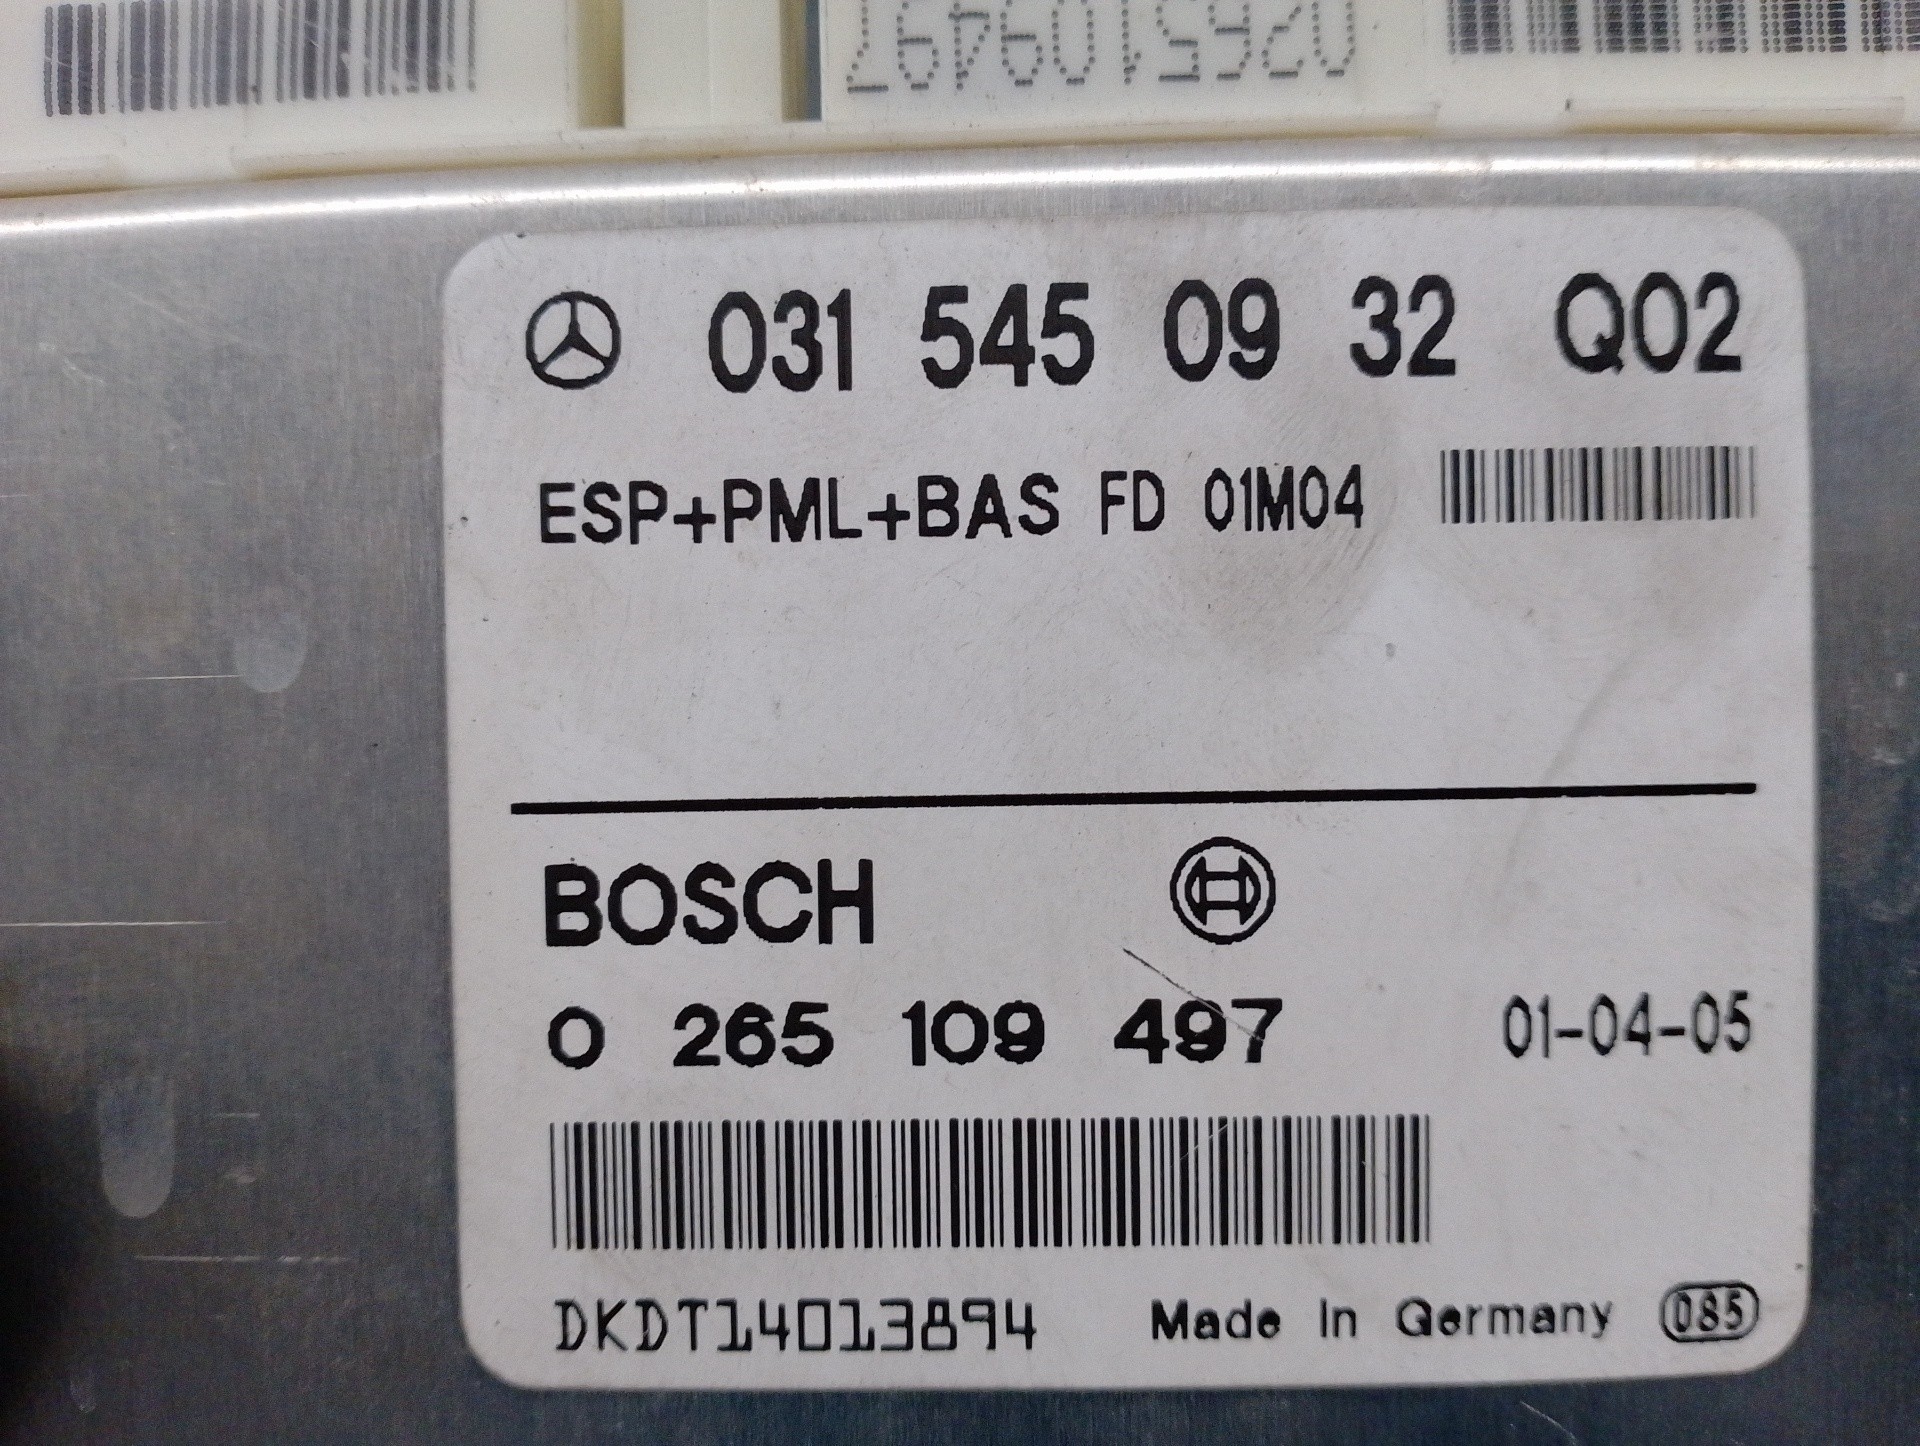 0265109497
031 545 09 32 Q02
ESP+PML+BAS FD 01M04
BOSCH
0 265 109 497 01-04-05
DKDT14013894 Made In Germany 085